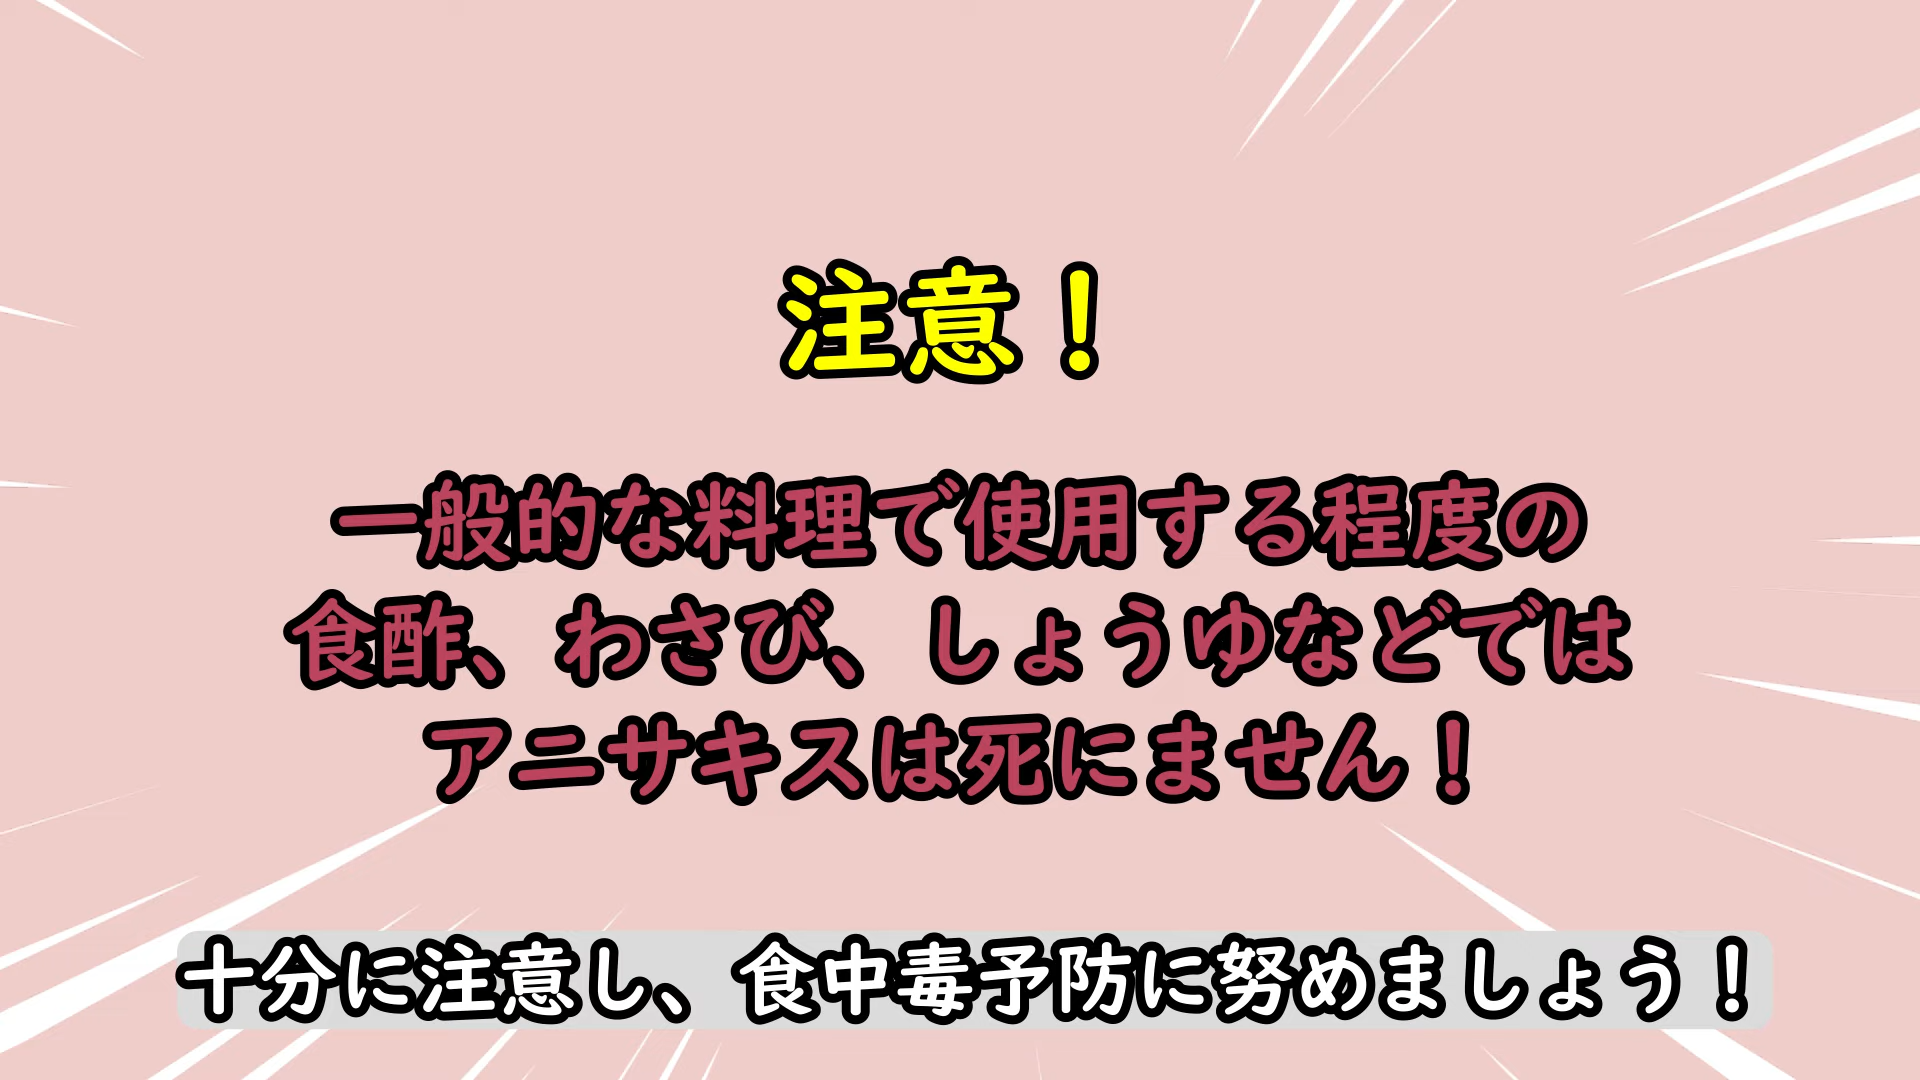 注意！
一般的な料理で使用する程度の
食酢、わさび、しょうゆなどでは
アニサキスは死にません！
十分に注意し、食中毒予防に努めましょう！